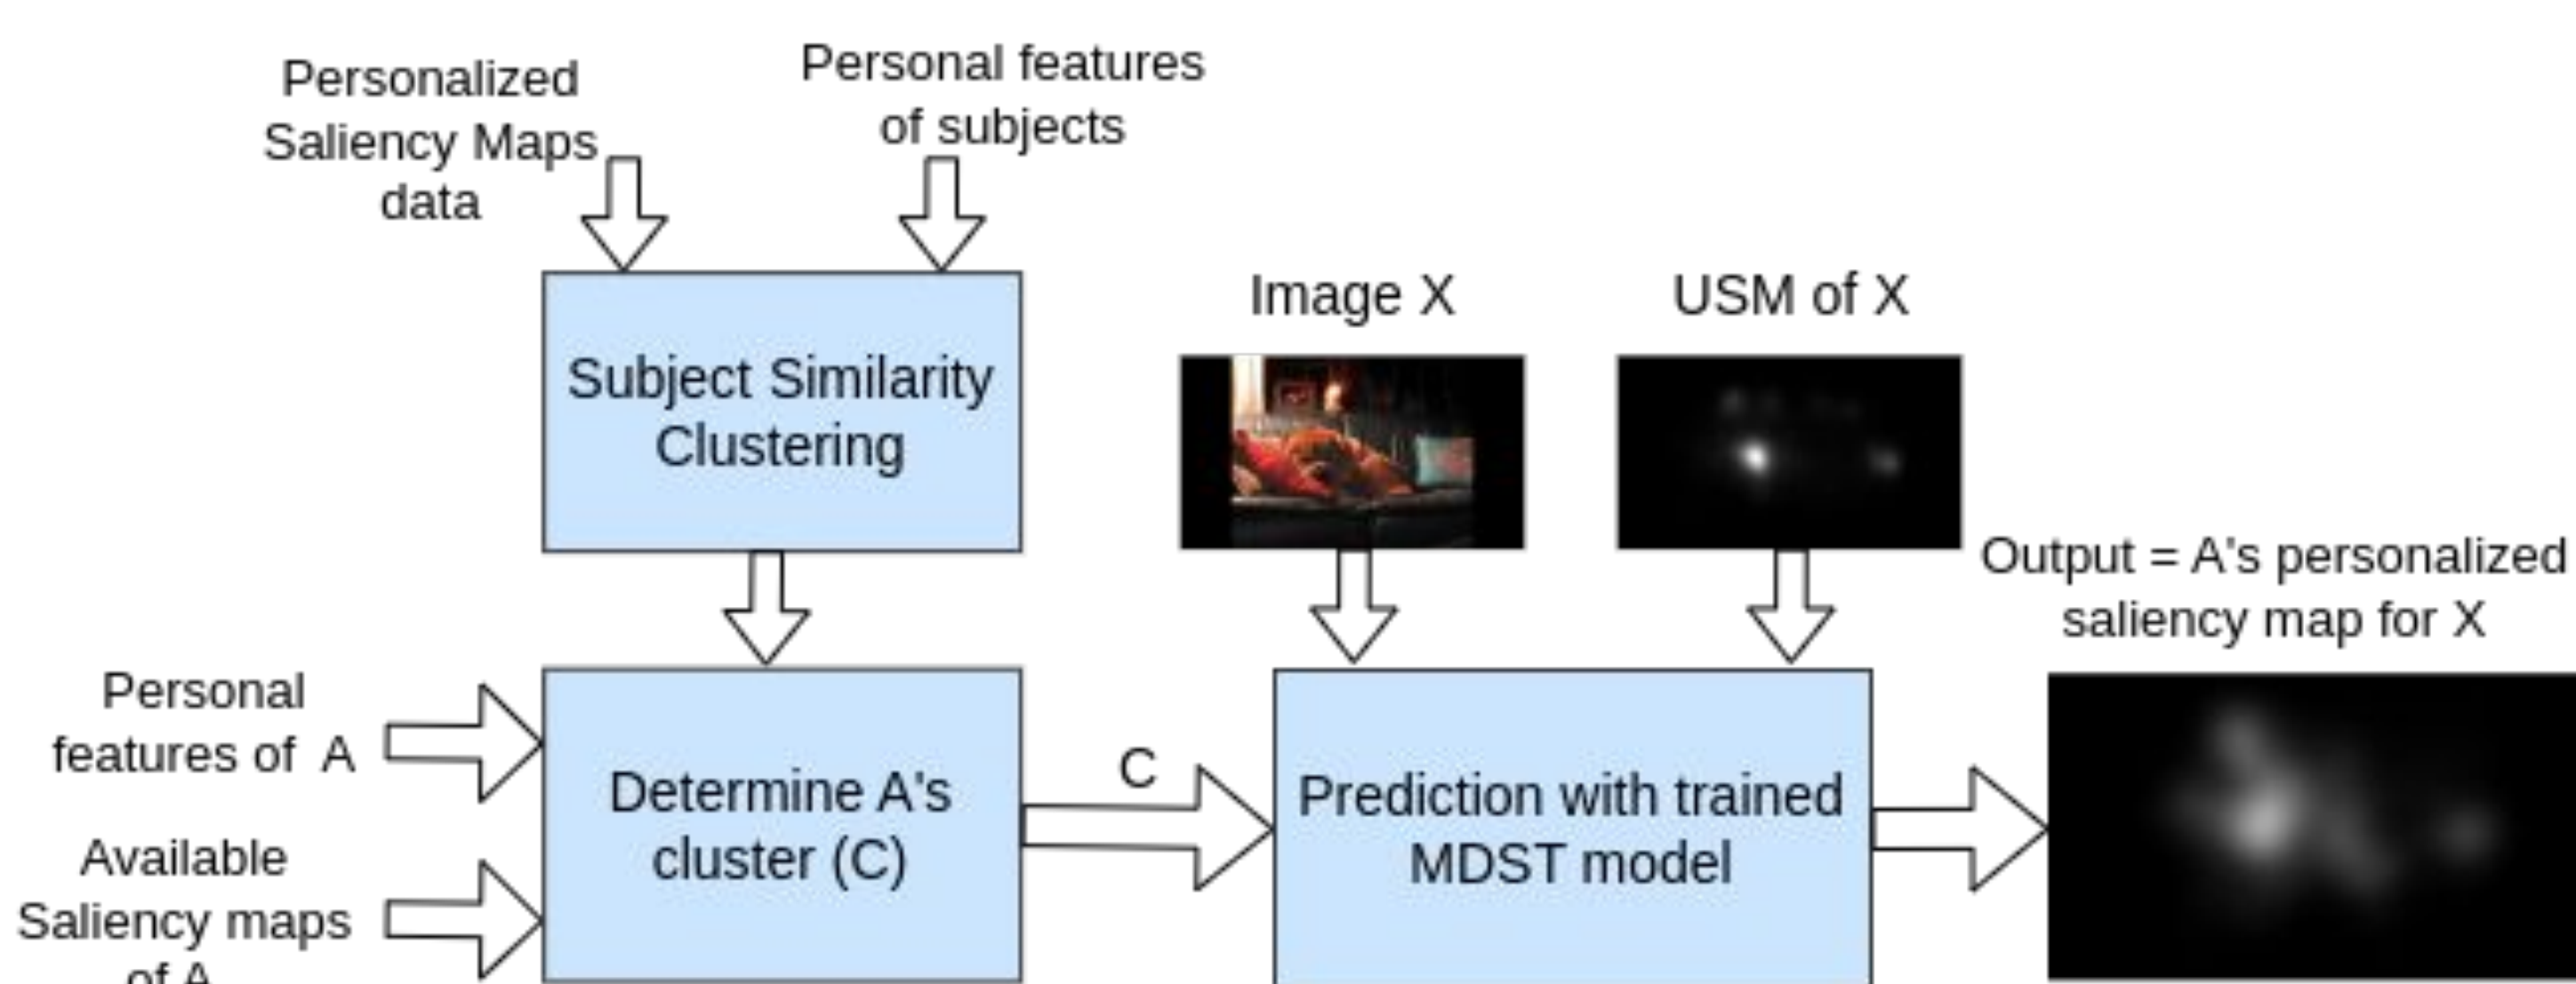 Personalized
Saliency Maps
data
Personal features
of subjects
Subject Similarity
Clustering
Image X
USM of X
Output = A's personalized
saliency map for X
Personal
features of A
Available
Saliency maps
of A
Determine A's
cluster (C)
C
Prediction with trained
MDST model